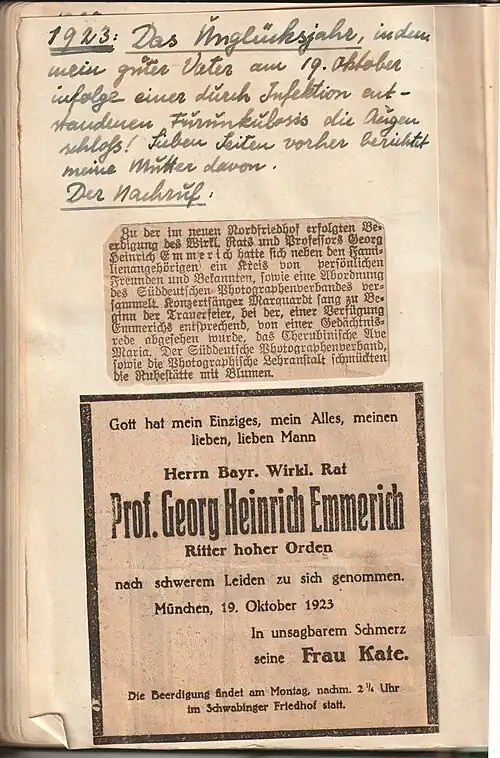 1923: Das Unglücksjahr, indem
mein guter Vater am 19. Oktober
infolge einer durch Infektion ent-
standenen Furunkulosis die Augen
schloß! Sieben Seiten vorher berichtet
meine Mutter davon.
Der Nachruf:
Zu der im neuen Nordfriedhof erfolgten Be-
erdigung des Wirkl. Rats und Professors Georg
Heinrich Emmerich hatte sich neben den Fami-
lienangehörigen ein Kreis von persönlichen
Freunden und Bekannten, sowie eine Abordnung
des Süddeutschen Photographenverbandes ver-
sammelt. Konzertsänger Marquardt sang zu Be-
ginn der Trauerfeier, bei der, einer Verfügung
Emmerichs entsprechend, von einer Gedächtnis-
rede abgesehen wurde, das Cherubinische Ave
Maria. Der Süddeutsche Photographenverband,
sowie die Photographische Lehranstalt schmückten
die Ruhestätte mit Blumen.
Gott hat mein Einziges, mein Alles, meinen
lieben, lieben Mann
Herrn Bayr. Wirkl. Rat
Prof. Georg Heinrich Emmerich
Ritter hoher Orden
nach schwerem Leiden zu sich genommen.
München, 19. Oktober 1923
In unsagbarem Schmerz
seine Frau Kate.
Die Beerdigung findet am Montag, nachm. 2¼ Uhr
im Schwabinger Friedhof statt.